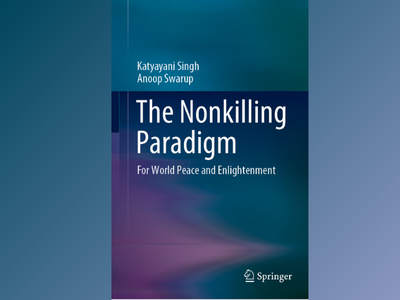 Katyayani Singh
Anoop Swarup
The Nonkilling
Paradigm
For World Peace and Enlightenment
Springer